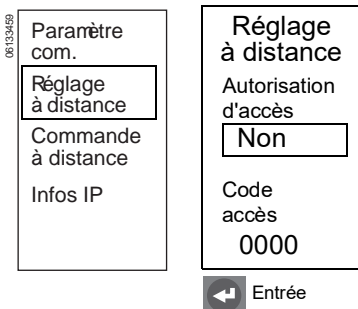 06133459
Paramètre
com.
Réglage
à distance
Commande
à distance
Infos IP
Réglage
à distance
Autorisation
d'accès
Non
Code
accès
0000
Entrée